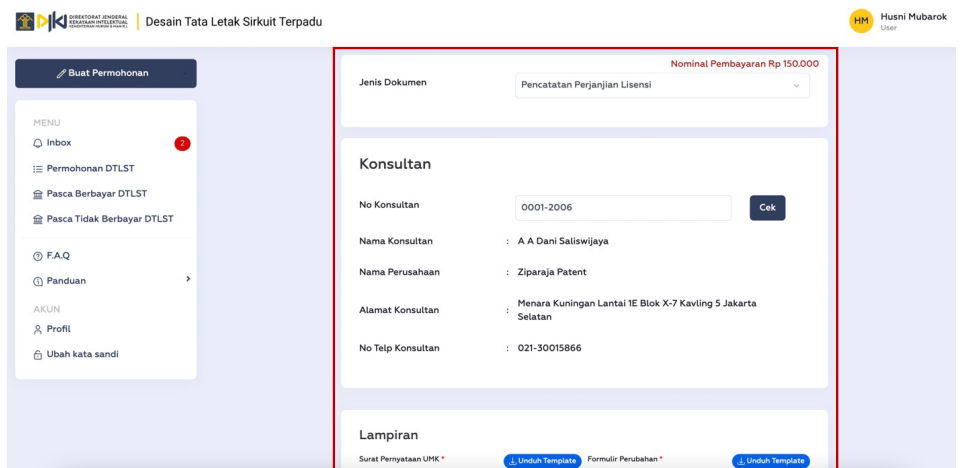 DIREKTORAT JENDERAL
KEKAYAAN INTELEKTUAL
KEMENTERIAN HUKUM & HAM R.I.
Desain Tata Letak Sirkuit Terpadu
HM
Husni Mubarok
User
Buat Permohonan
MENU
Inbox 2
Permohonan DTLST
Pasca Berbayar DTLST
Pasca Tidak Berbayar DTLST
F.A.Q
Panduan
AKUN
Profil
Ubah kata sandi
Nominal Pembayaran Rp 150.000
Jenis Dokumen Pencatatan Perjanjian Lisensi
Konsultan
No Konsultan 0001-2006 Cek
Nama Konsultan : A A Dani Saliswijaya
Nama Perusahaan : Ziparaja Patent
Alamat Konsultan : Menara Kuningan Lantai 1E Blok X-7 Kavling 5 Jakarta
Selatan
No Telp Konsultan : 021-30015866
Lampiran
Surat Pernyataan UMK * Unduh Template Formulir Perubahan * Unduh Template